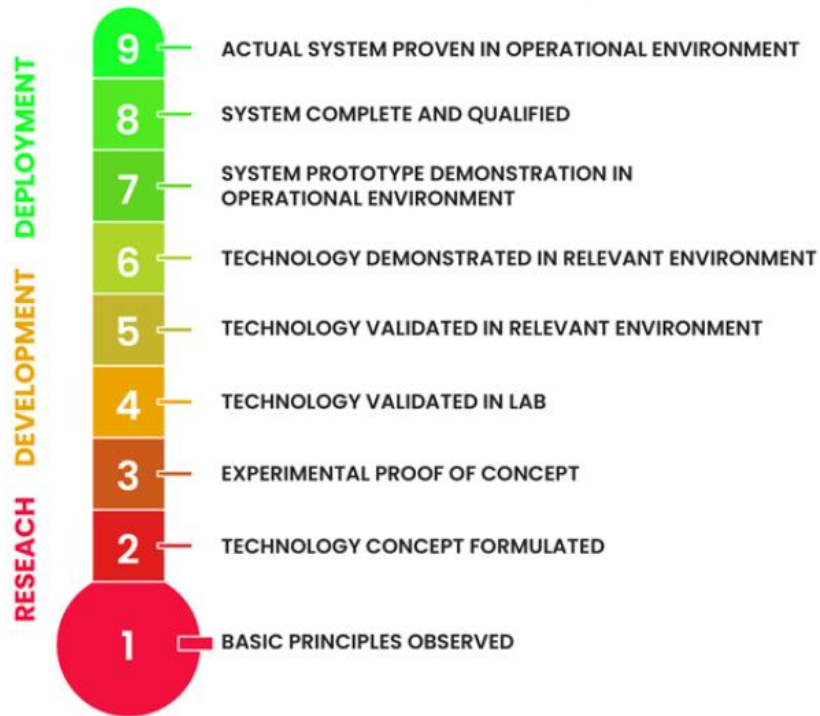 DEPLOYMENT
DEVELOPMENT
RESEACH
9 ACTUAL SYSTEM PROVEN IN OPERATIONAL ENVIRONMENT
8 SYSTEM COMPLETE AND QUALIFIED
7 SYSTEM PROTOTYPE DEMONSTRATION IN
OPERATIONAL ENVIRONMENT
6 TECHNOLOGY DEMONSTRATED IN RELEVANT ENVIRONMENT
5 TECHNOLOGY VALIDATED IN RELEVANT ENVIRONMENT
4 TECHNOLOGY VALIDATED IN LAB
3 EXPERIMENTAL PROOF OF CONCEPT
2 TECHNOLOGY CONCEPT FORMULATED
1 BASIC PRINCIPLES OBSERVED